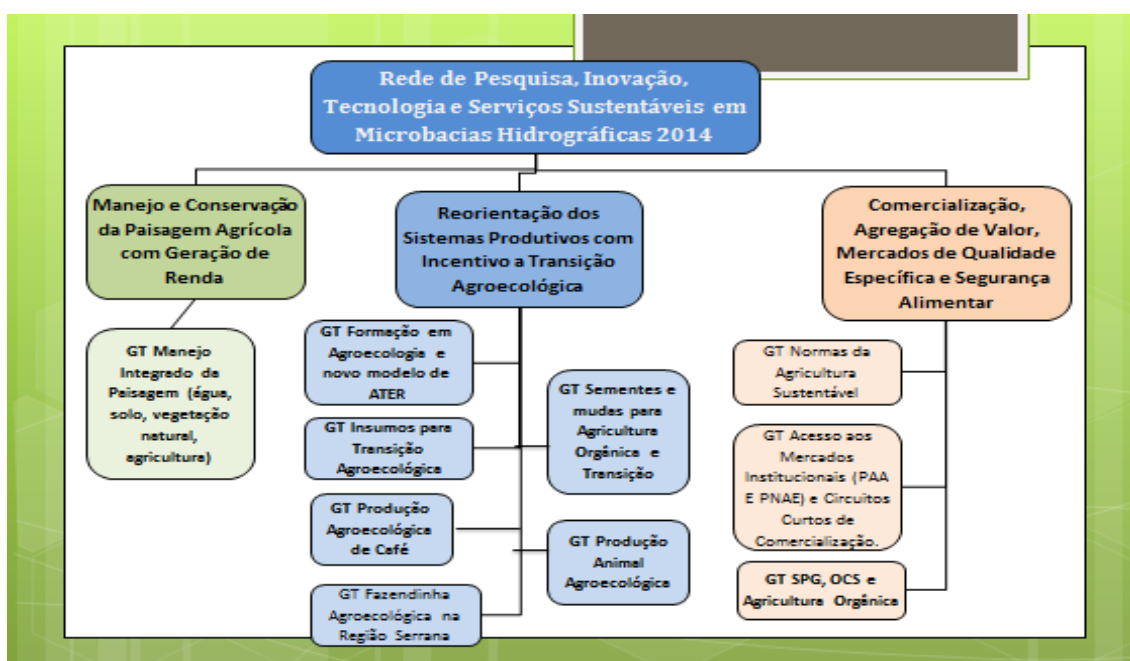 Rede de Pesquisa, Inovação,
Tecnologia e Serviços Sustentáveis em
Microbacias Hidrográficas 2014
Manejo e Conservação
da Paisagem Agrícola
com Geração de
Renda
Reorientação dos
Sistemas Produtivos com
Incentivo a Transição
Agroecológica
Comercialização,
Agregação de Valor,
Mercados de Qualidade
Específica e Segurança
Alimentar
GT Manejo
Integrado da
Paisagem (água,
solo, vegetação
natural,
agricultura)
GT Formação em
Agroecologia e
novo modelo de
ATER
GT Insumos para
Transição
Agroecológica
GT Produção
Agroecológica
de Café
GT Fazendinha
Agroecológica na
Região Serrana
GT Sementes e
mudas para
Agricultura
Orgânica e
Transição
GT Produção
Animal
Agroecológica
GT Normas da
Agricultura
Sustentável
GT Acesso aos
Mercados
Institucionais (PAA
E PNAE) e Circuitos
Curtos de
Comercialização.
GT SPG, OCS e
Agricultura Orgânica